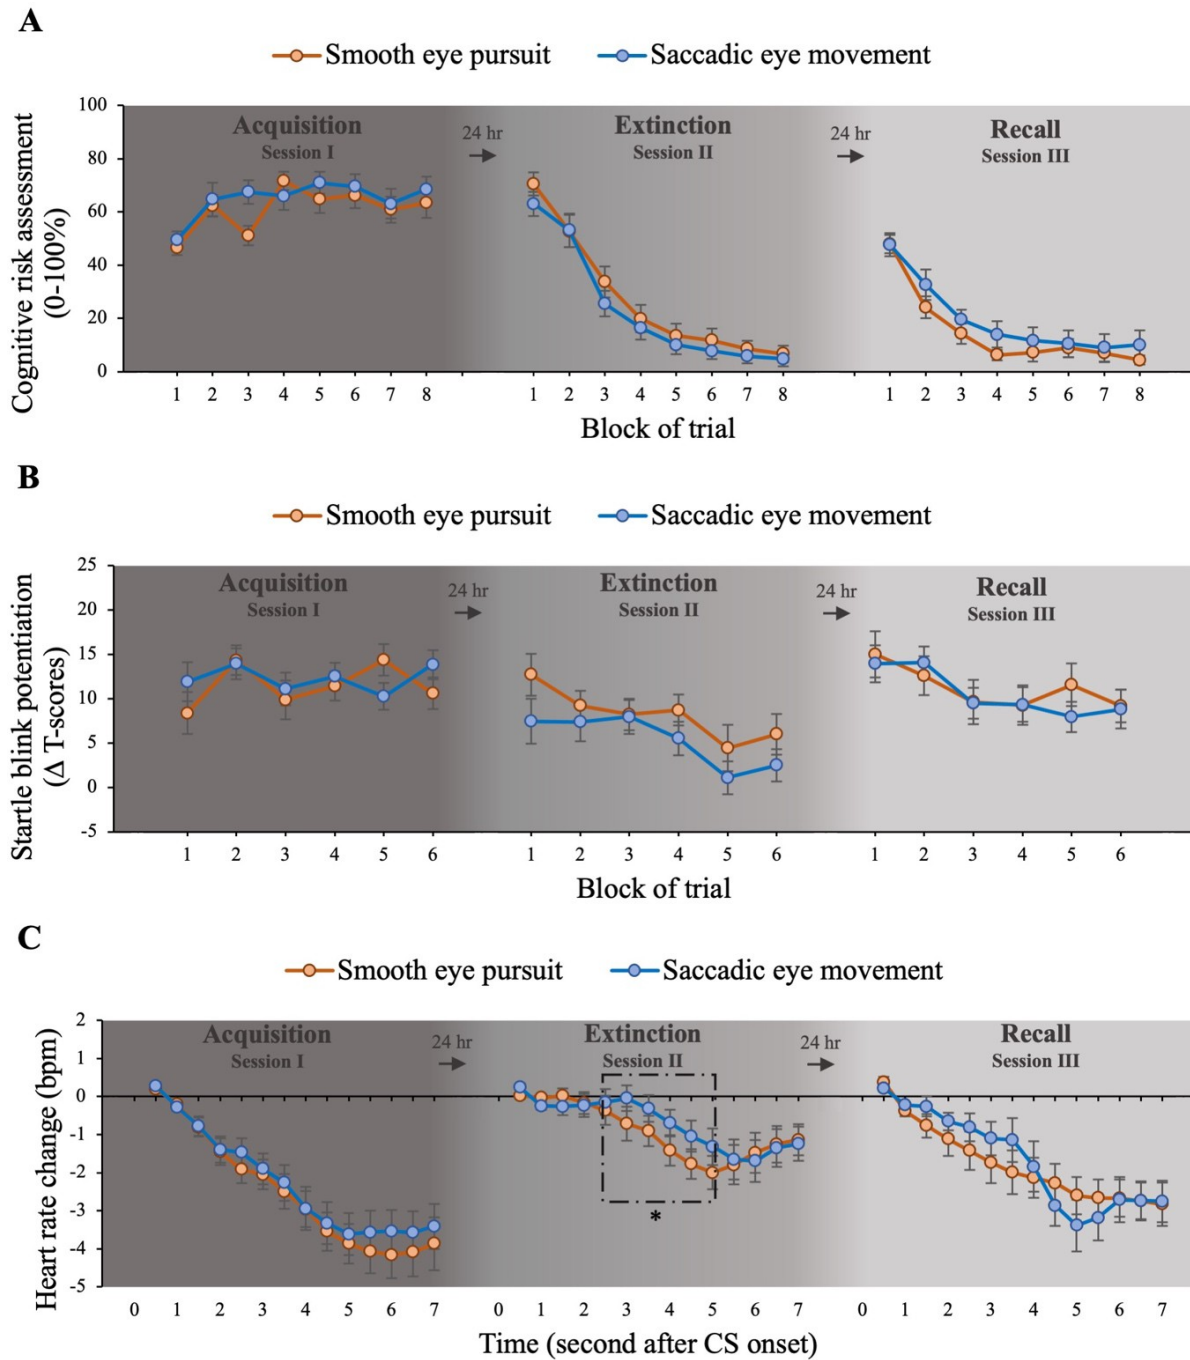 A
Smooth eye pursuit Saccadic eye movement
Cognitive risk assessment
(0-100%)
100
80
60
40
20
0
Acquisition
Session I
24 hr
Extinction
Session II
24 hr
Recall
Session III
1 2 3 4 5 6 7 8 1 2 3 4 5 6 7 8 1 2 3 4 5 6 7 8
Block of trial
B
Smooth eye pursuit Saccadic eye movement
Startle blink potentiation
(Δ T-scores)
25
20
15
10
5
0
-5
Acquisition
Session I
24 hr
Extinction
Session II
24 hr
Recall
Session III
1 2 3 4 5 6 1 2 3 4 5 6 1 2 3 4 5 6
Block of trial
C
Smooth eye pursuit Saccadic eye movement
Heart rate change (bpm)
2
1
0
-1
-2
-3
-4
-5
Acquisition
Session I
24 hr
Extinction
Session II
24 hr
Recall
Session III
*
0 1 2 3 4 5 6 7 0 1 2 3 4 5 6 7 0 1 2 3 4 5 6 7
Time (second after CS onset)